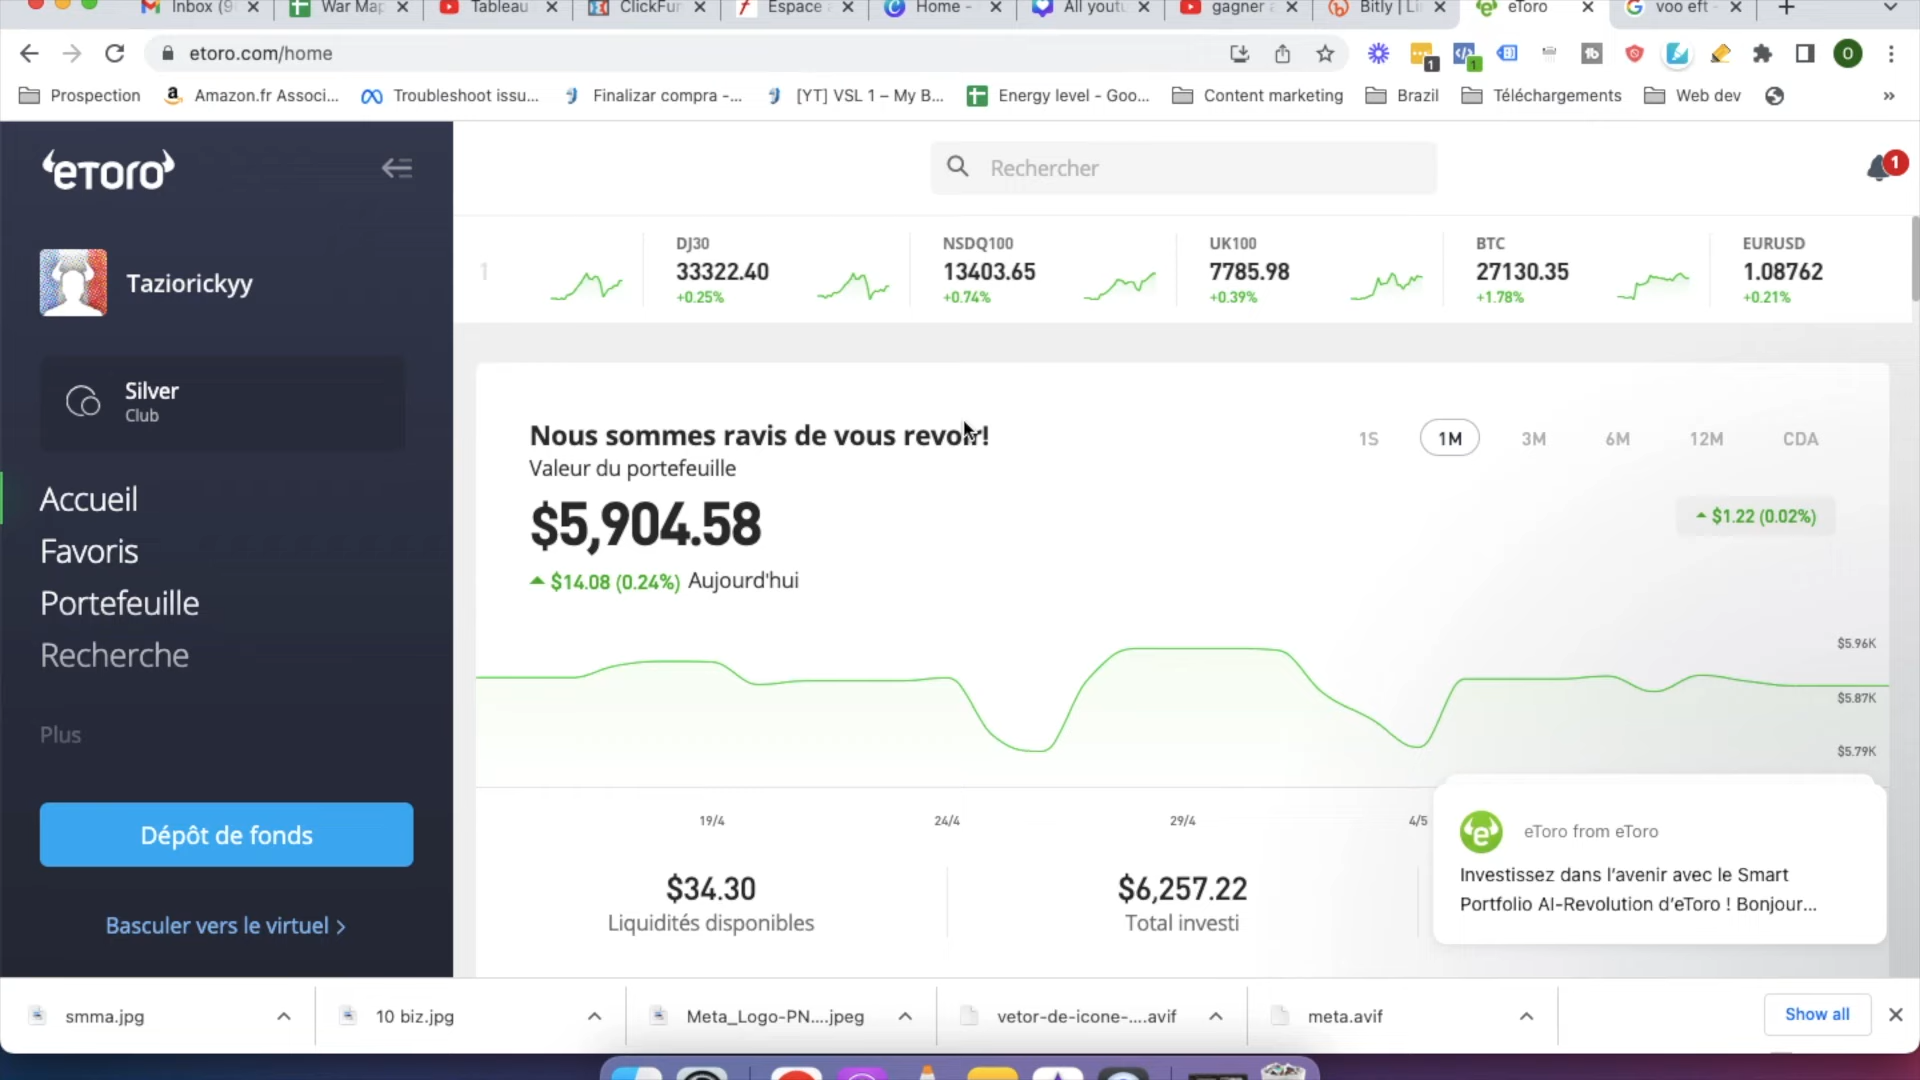 Inbox (9
War Map
Tableau
ClickFun
Espace
Home -
All yout
gagner
Bitly | Li
eToro
voo eft -
etoro.com/home
1
1
O
Prospection
Amazon.fr Associ...
Troubleshoot issu...
Finalizar compra -...
[YT] VSL 1 – My B...
Energy level - Goo...
Content marketing
Brazil
Téléchargements
Web dev
»
eToro
Rechercher
1
Taziorickyy
Silver
Club
Accueil
Favoris
Portefeuille
Recherche
Plus
Dépôt de fonds
Basculer vers le virtuel >
1
DJ30
33322.40
+0.25%
NSDQ100
13403.65
+0.74%
UK100
7785.98
+0.39%
BTC
27130.35
+1.78%
EURUSD
1.08762
+0.21%
Nous sommes ravis de vous revoir!
Valeur du portefeuille
$5,904.58
$14.08 (0.24%) Aujourd'hui
1S
1M
3M
6M
12M
CDA
$1.22 (0.02%)
$5.96K
$5.87K
$5.79K
19/4
24/4
29/4
4/5
$34.30
Liquidités disponibles
$6,257.22
Total investi
eToro from eToro
Investissez dans l'avenir avec le Smart
Portfolio AI-Revolution d'eToro ! Bonjour...
smma.jpg
10 biz.jpg
Meta_Logo-PN....jpeg
vetor-de-icone-....avif
meta.avif
Show all